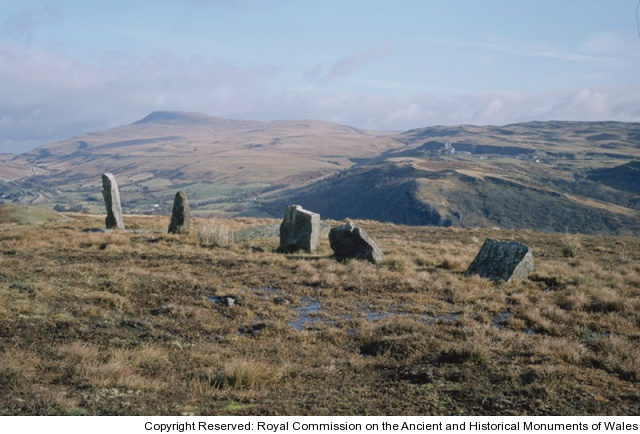 Copyright Reserved: Royal Commission on the Ancient and Historical Monuments of Wales